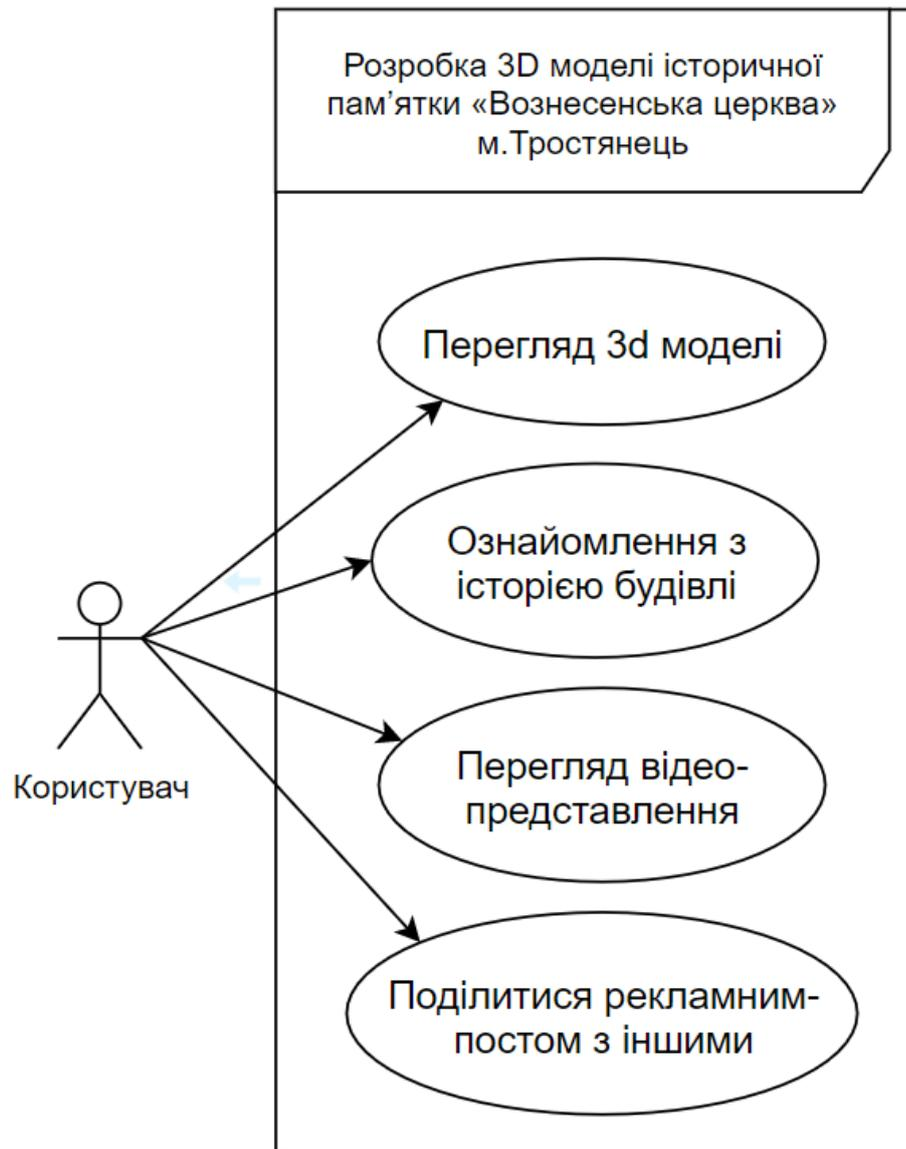 Розробка 3D моделі історичної
пам’ятки «Вознесенська церква»
м.Тростянець
Перегляд 3d моделі
Ознайомлення з
історією будівлі
Перегляд відео-
представлення
Користувач
Поділитися рекламним-
постом з іншими